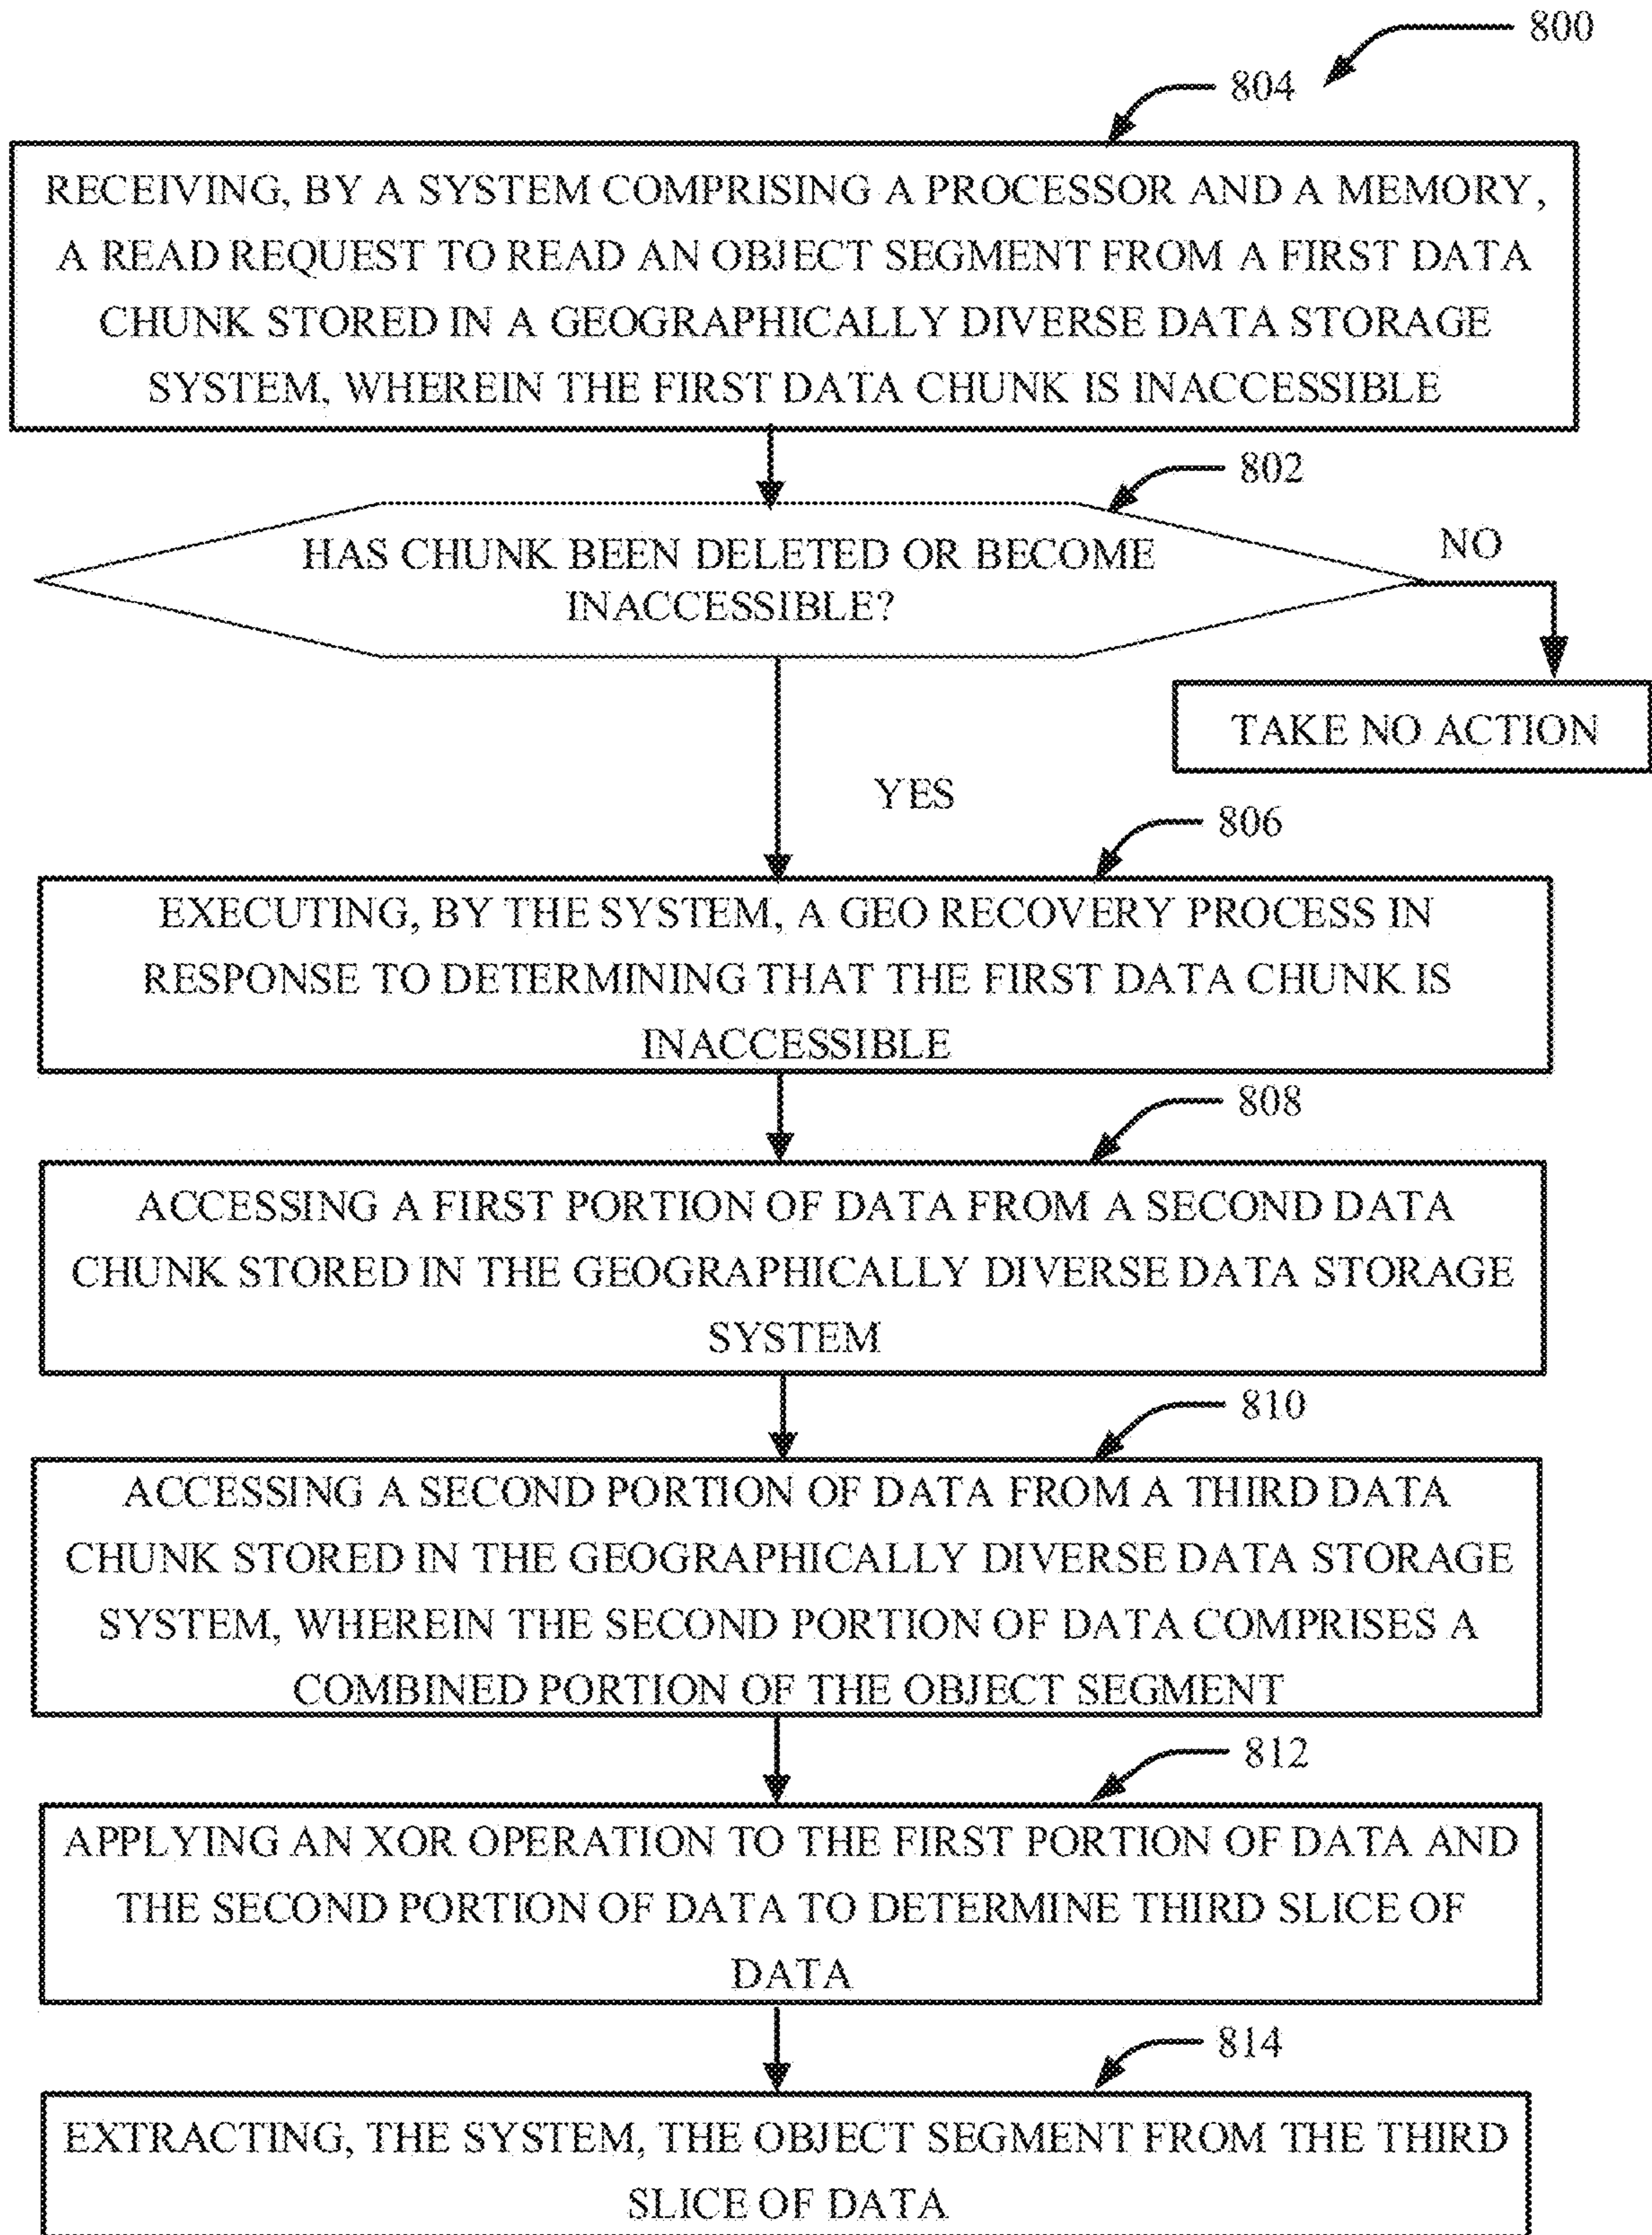 800
804
RECEIVING, BY A SYSTEM COMPRISING A PROCESSOR AND A MEMORY,
A READ REQUEST TO READ AN OBJECT SEGMENT FROM A FIRST DATA
CHUNK STORED IN A GEOGRAPHICALLY DIVERSE DATA STORAGE
SYSTEM, WHEREIN THE FIRST DATA CHUNK IS INACCESSIBLE
802
HAS CHUNK BEEN DELETED OR BECOME
INACCESSIBLE?
NO
TAKE NO ACTION
YES
806
EXECUTING, BY THE SYSTEM, A GEO RECOVERY PROCESS IN
RESPONSE TO DETERMINING THAT THE FIRST DATA CHUNK IS
INACCESSIBLE
808
ACCESSING A FIRST PORTION OF DATA FROM A SECOND DATA
CHUNK STORED IN THE GEOGRAPHICALLY DIVERSE DATA STORAGE
SYSTEM
810
ACCESSING A SECOND PORTION OF DATA FROM A THIRD DATA
CHUNK STORED IN THE GEOGRAPHICALLY DIVERSE DATA STORAGE
SYSTEM, WHEREIN THE SECOND PORTION OF DATA COMPRISES A
COMBINED PORTION OF THE OBJECT SEGMENT
812
APPLYING AN XOR OPERATION TO THE FIRST PORTION OF DATA AND
THE SECOND PORTION OF DATA TO DETERMINE THIRD SLICE OF
DATA
814
EXTRACTING, THE SYSTEM, THE OBJECT SEGMENT FROM THE THIRD
SLICE OF DATA